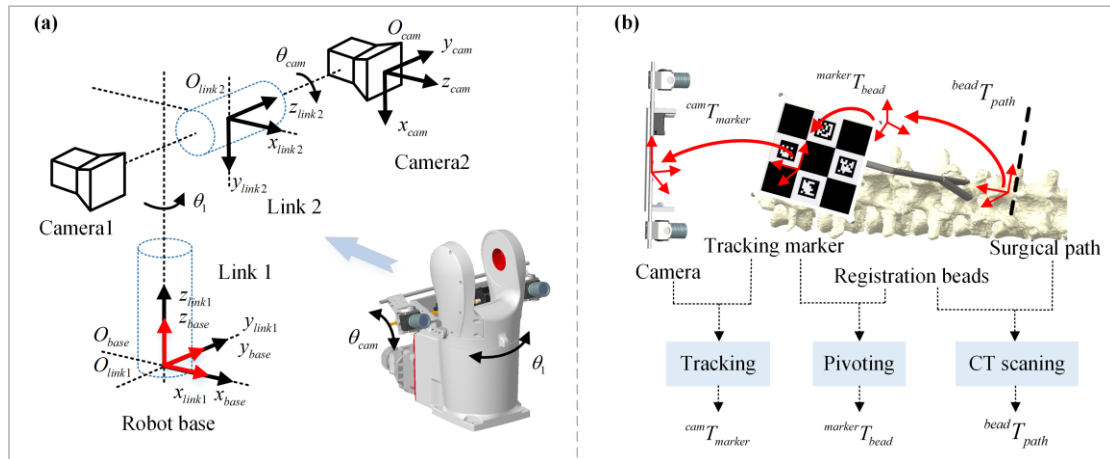 (a)
O_cam
y_cam
θ_cam
z_cam
O_link2
z_link2
x_cam
x_link2
Camera2
y_link2
Link 2
θ_1
Camera1
Link 1
z_link1
z_base
y_link1
O_base
y_base
O_link1
x_link1
x_base
Robot base
θ_cam
θ_1
(b)
^marker T_bead
^bead T_path
^cam T_marker
Tracking marker
Surgical path
Camera
Registration beads
Tracking
Pivoting
CT scaning
^cam T_marker
^marker T_bead
^bead T_path